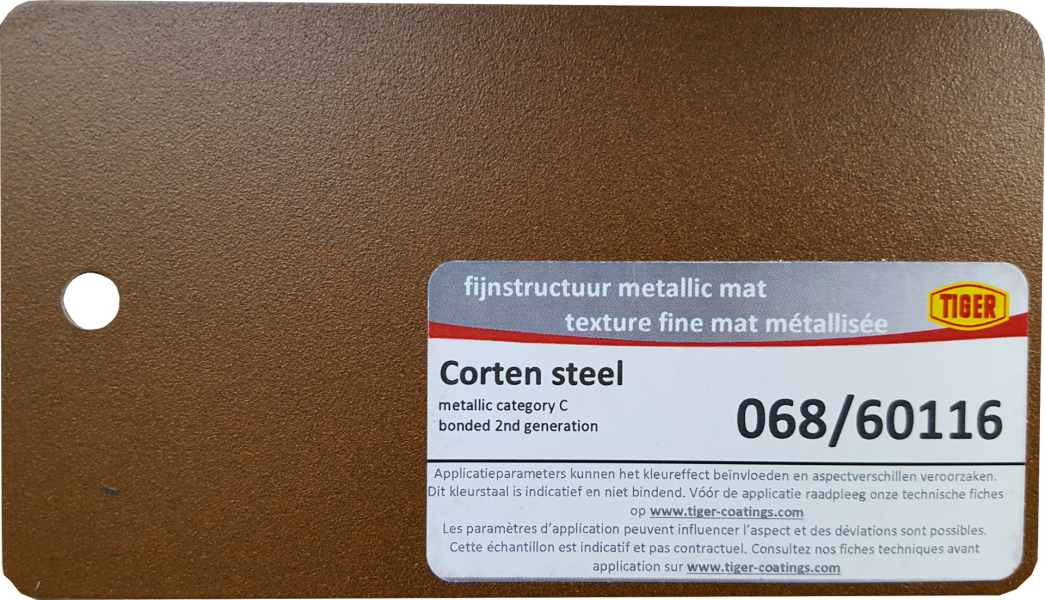 fijnstructuur metallic mat
texture fine mat métallisée
TIGER
Corten steel
metallic category C
bonded 2nd generation
068/60116
Applicatieparameters kunnen het kleureffect beïnvloeden en aspectverschillen veroorzaken.
Dit kleurstaal is indicatief en niet bindend. Vóór de applicatie raadpleeg onze technische fiches
op www.tiger-coatings.com
Les paramètres d'application peuvent influencer l'aspect et des déviations sont possibles.
Cette échantillon est indicatif et pas contractuel. Consultez nos fiches techniques avant
application sur www.tiger-coatings.com